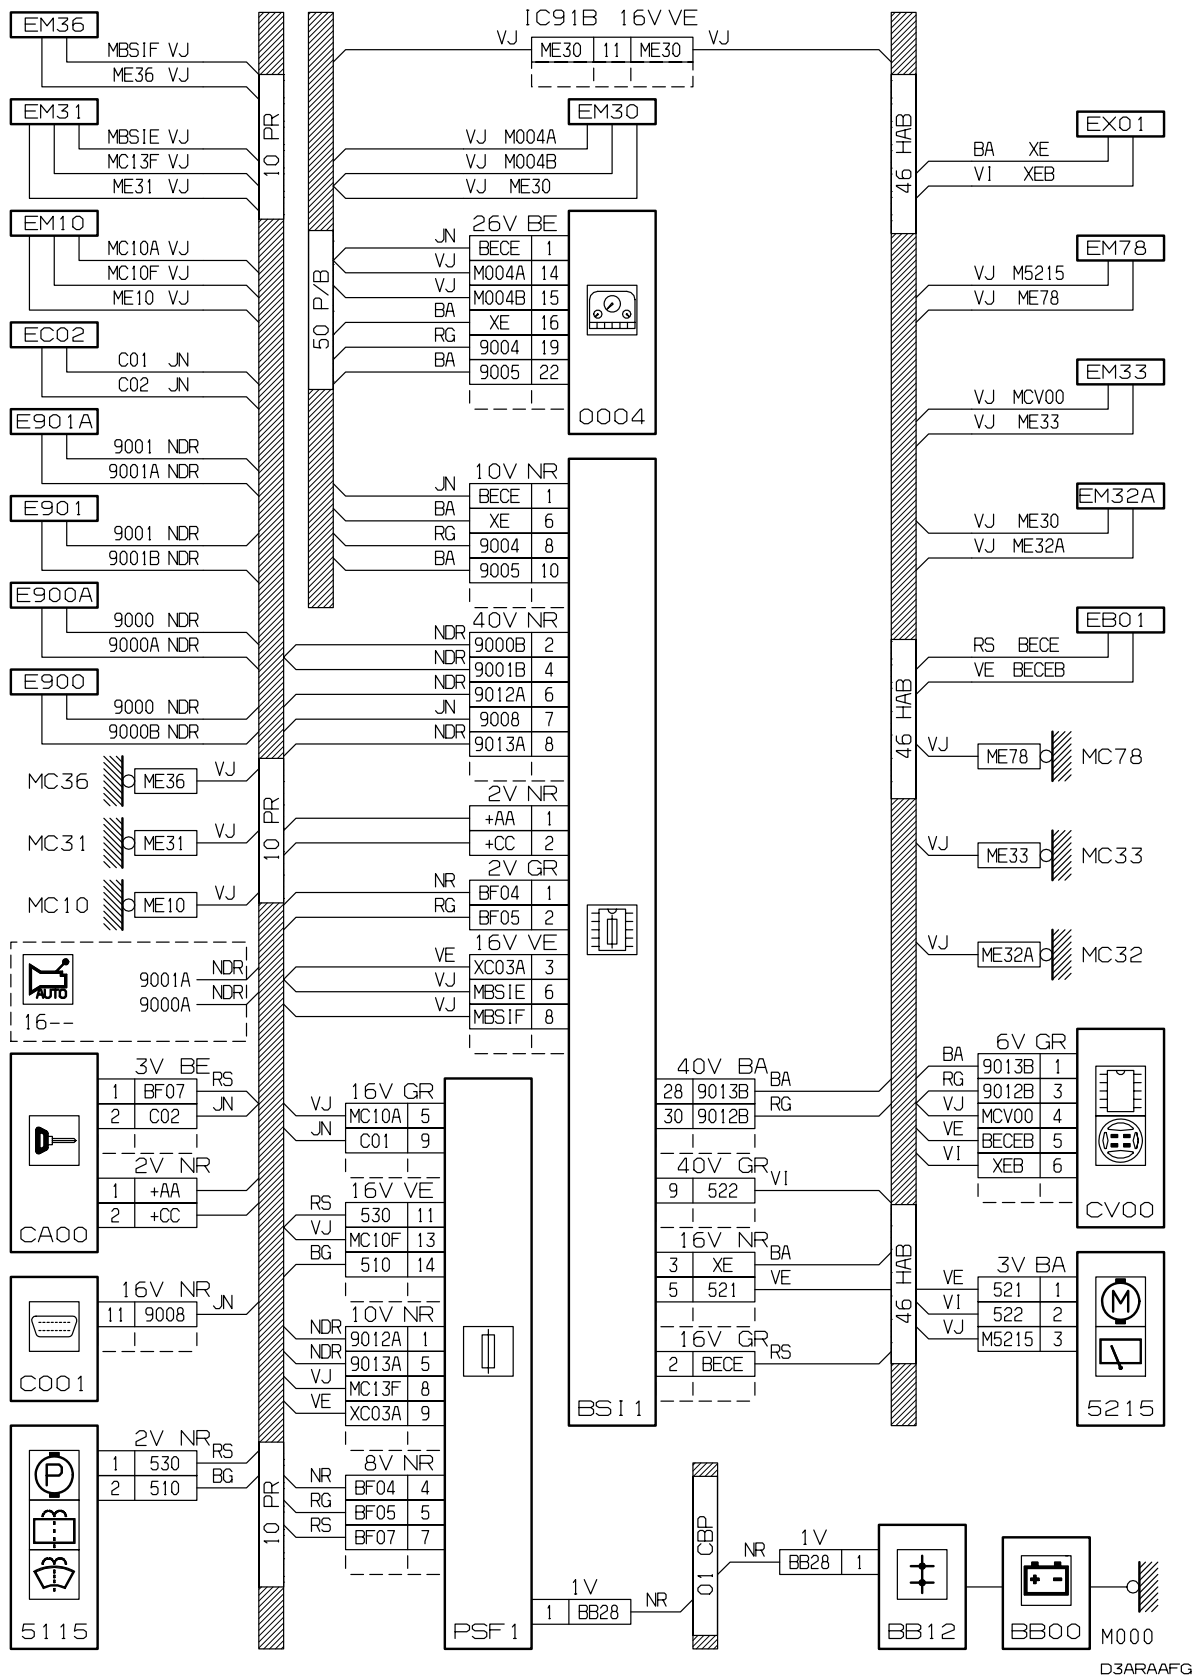 EM36
MBSIF VJ
ME36 VJ
EM31
MBSIE VJ
MC13F VJ
ME31 VJ
EM10
MC10A VJ
MC10F VJ
ME10 VJ
EC02
C01 JN
C02 JN
E901A
9001 NDR
9001A NDR
E901
9001 NDR
9001B NDR
E900A
9000 NDR
9000A NDR
E900
9000 NDR
9000B NDR
MC36 ME36 VJ
MC31 ME31 VJ
MC10 ME10 VJ
9001A NDR
9000A NDR
AUTO
16--
3V BE
1 BF07 RS
2 C02 JN
2V NR
1 +AA
2 +CC
CA00
16V NR
11 9008 JN
C001
2V NR
1 530 RS
2 510 BG
5115
10 PR
10 PR
10 PR
50 P/B
IC91B 16V VE
VJ ME30 11 ME30 VJ
EM30
VJ M004A
VJ M004B
VJ ME30
26V BE
JN BECE 1
VJ M004A 14
VJ M004B 15
BA XE 16
RG 9004 19
BA 9005 22
0004
10V NR
JN BECE 1
BA XE 6
RG 9004 8
BA 9005 10
40V NR
NDR 9000B 2
NDR 9001B 4
NDR 9012A 6
JN 9008 7
NDR 9013A 8
2V NR
+AA 1
+CC 2
2V GR
NR BF04 1
RG BF05 2
16V VE
VE XC03A 3
VJ MBSIE 6
VJ MBSIF 8
40V BA
28 9013B BA
30 9012B RG
40V GR
9 522 VI
16V NR
3 XE BA
5 521 VE
16V GR
2 BECE RS
BSI1
16V GR
VJ MC10A 5
JN C01 9
16V VE
RS 530 11
VJ MC10F 13
BG 510 14
10V NR
NDR 9012A 1
NDR 9013A 5
VJ MC13F 8
VE XC03A 9
8V NR
NR BF04 4
RG BF05 5
RS BF07 7
PSF1
1V
1 BB28 NR
01 CBP
1V
NR BB28 1
BB12
BB00
M000
46 HAB
46 HAB
46 HAB
EX01
BA XE
VI XEB
EM78
VJ M5215
VJ ME78
EM33
VJ MCV00
VJ ME33
EM32A
VJ ME30
VJ ME32A
EB01
RS BECE
VE BECEB
VJ ME78 MC78
VJ ME33 MC33
VJ ME32A MC32
6V GR
BA 9013B 1
RG 9012B 3
VJ MCV00 4
VE BECEB 5
VI XEB 6
CV00
3V BA
VE 521 1
VI 522 2
VJ M5215 3
M
5215
P
D3ARAAFG